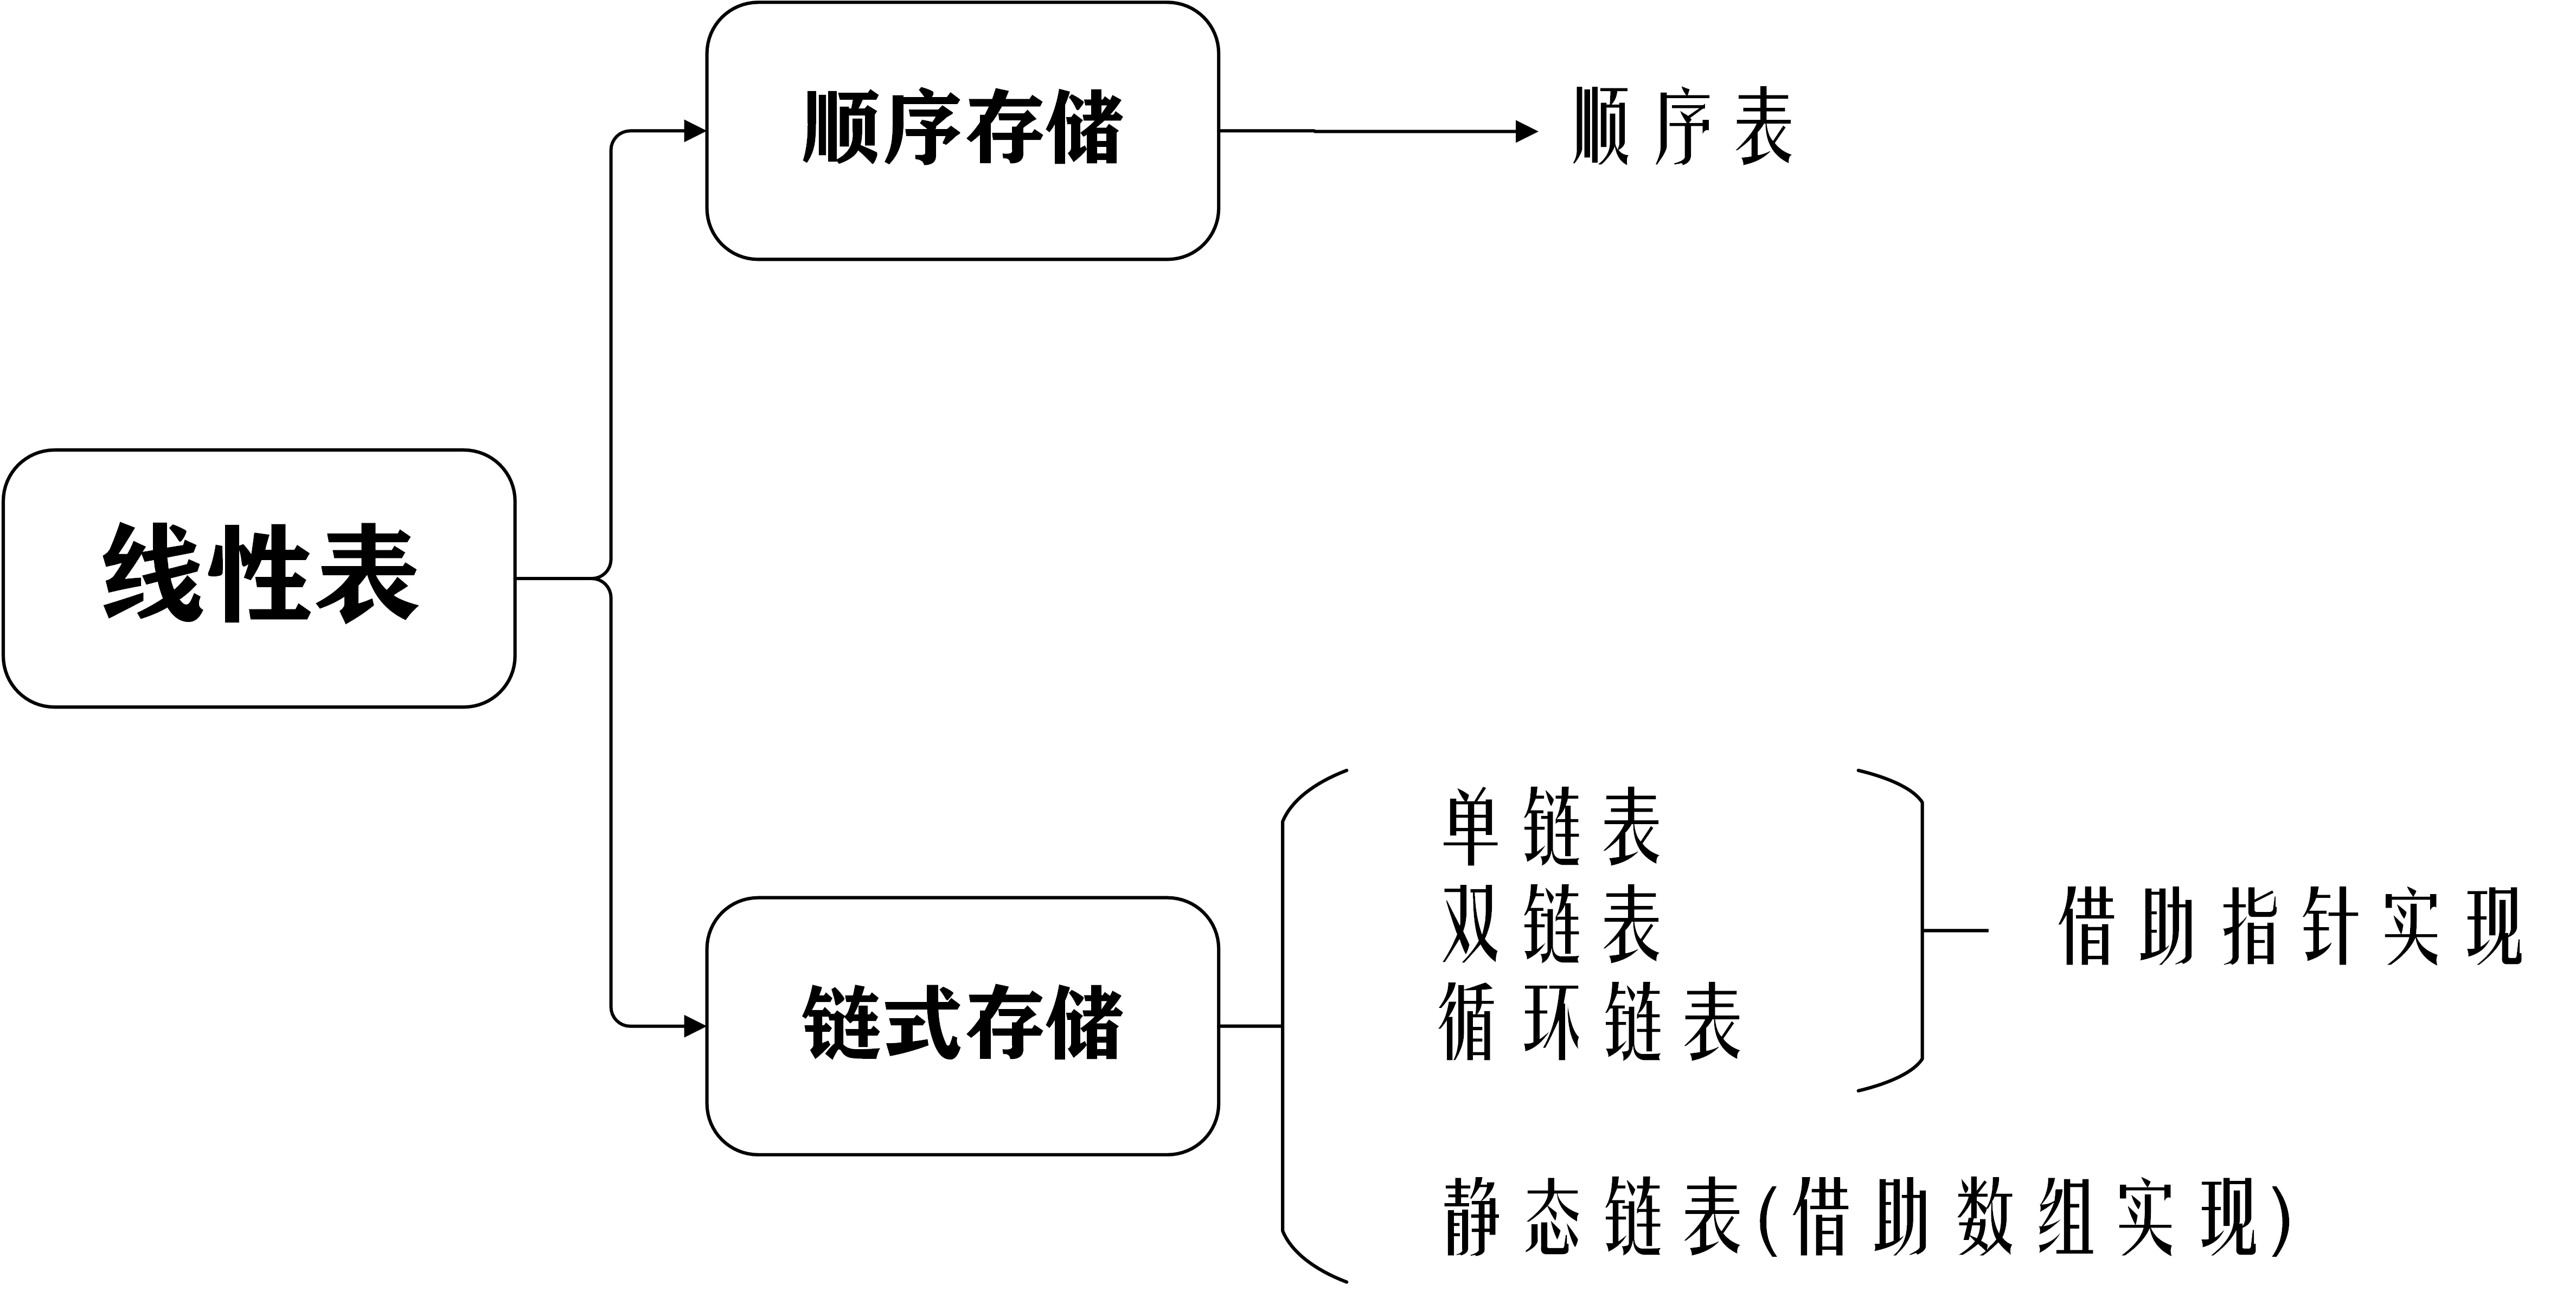 顺序存储
顺序表
线性表
单链表
双链表
循环链表
借助指针实现
链式存储
静态链表(借助数组实现)